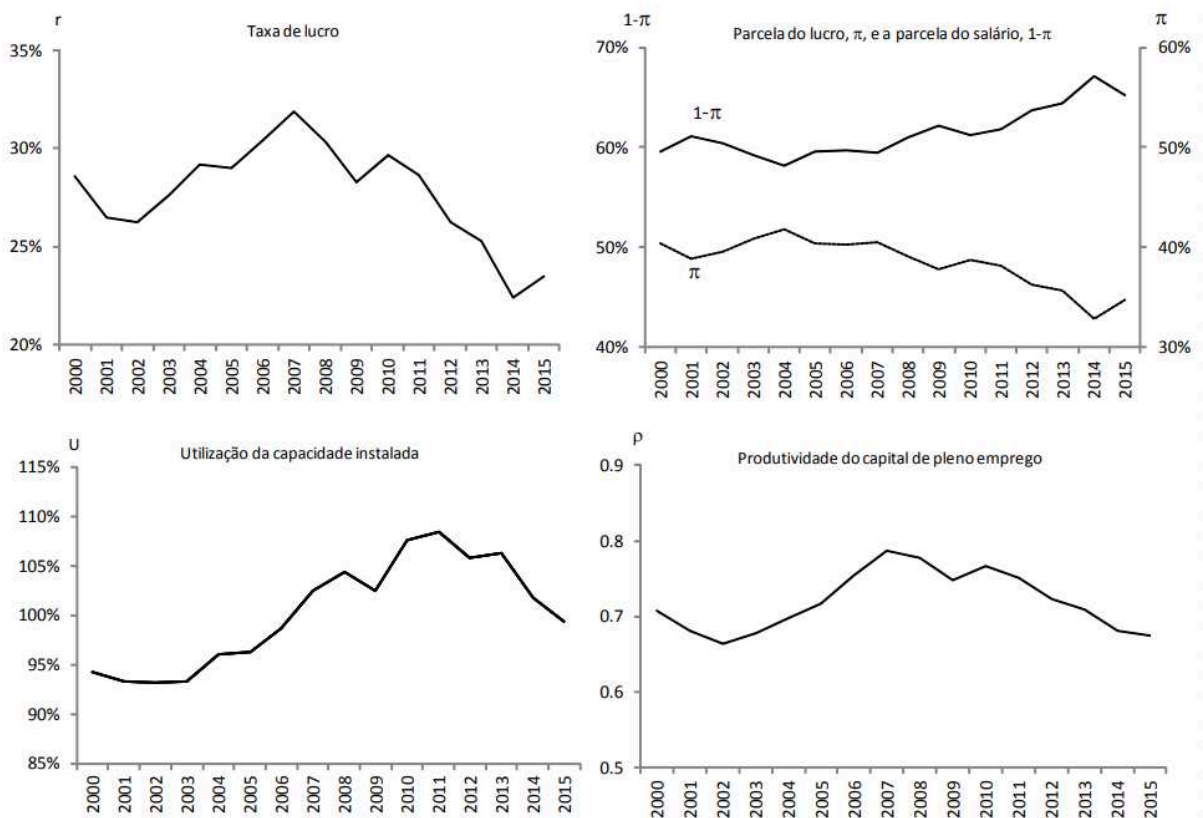 r
Taxa de lucro
35%
30%
25%
20%
2000 2001 2002 2003 2004 2005 2006 2007 2008 2009 2010 2011 2012 2013 2014 2015
1-π
π
Parcela do lucro, π, e a parcela do salário, 1-π
70%
60%
50%
40%
60%
50%
40%
30%
1-π
π
2000 2001 2002 2003 2004 2005 2006 2007 2008 2009 2010 2011 2012 2013 2014 2015
U
Utilização da capacidade instalada
115%
110%
105%
100%
95%
90%
85%
2000 2001 2002 2003 2004 2005 2006 2007 2008 2009 2010 2011 2012 2013 2014 2015
ρ
Produtividade do capital de pleno emprego
0.9
0.8
0.7
0.6
0.5
2000 2001 2002 2003 2004 2005 2006 2007 2008 2009 2010 2011 2012 2013 2014 2015